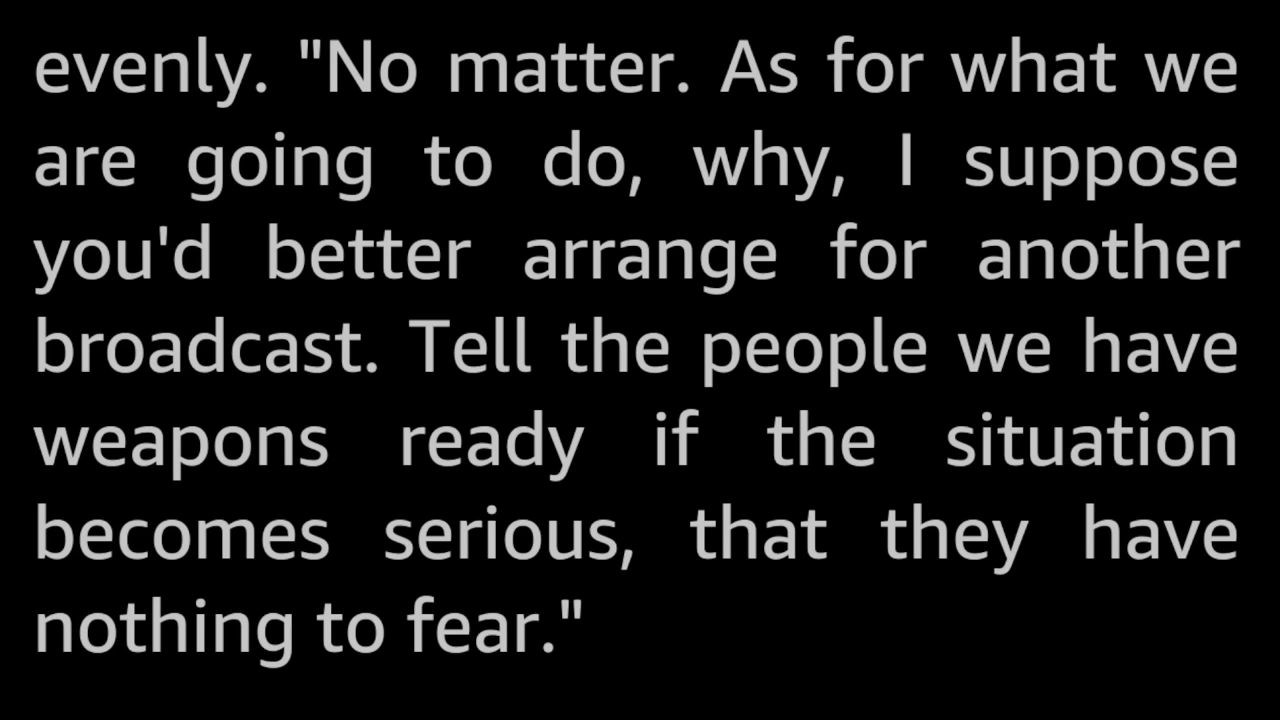 evenly. "No matter. As for what we
are going to do, why, I suppose
you'd better arrange for another
broadcast. Tell the people we have
weapons ready if the situation
becomes serious, that they have
nothing to fear."